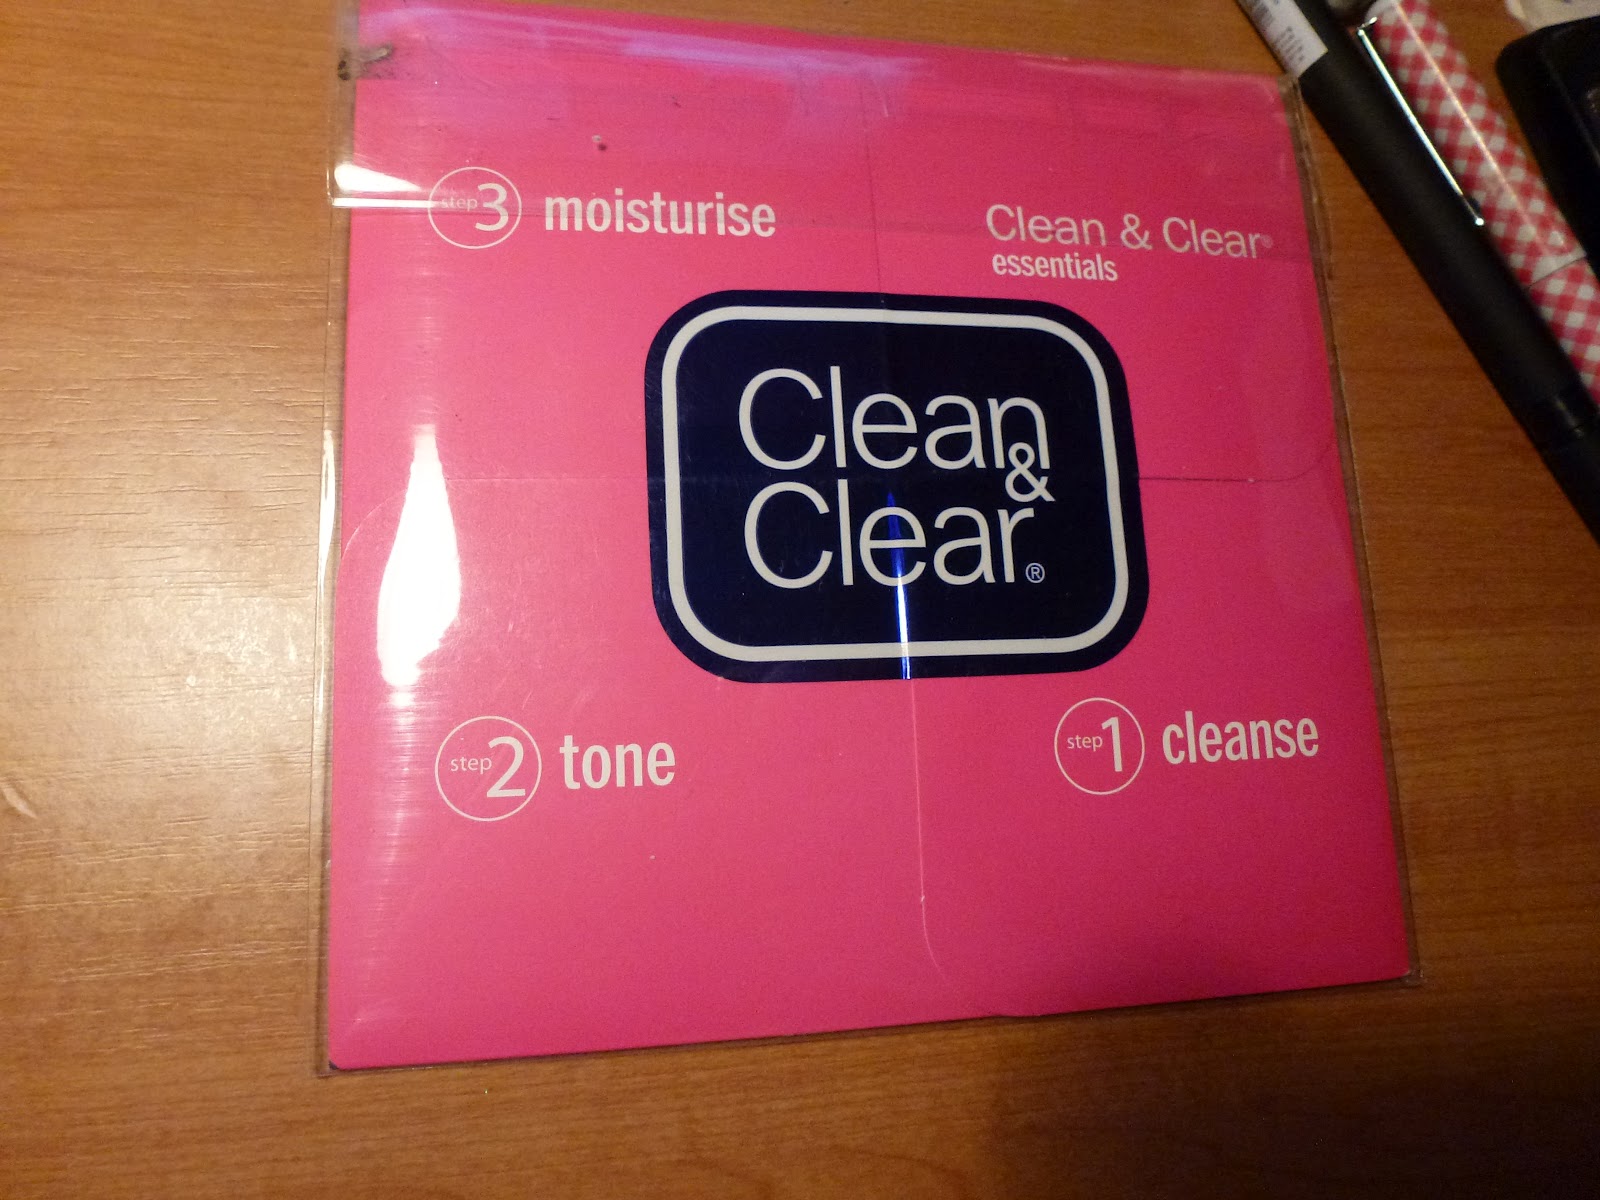 step 3 moisturise
Clean & Clear®
essentials
Clean
&
Clear®
step 2 tone
step 1 cleanse